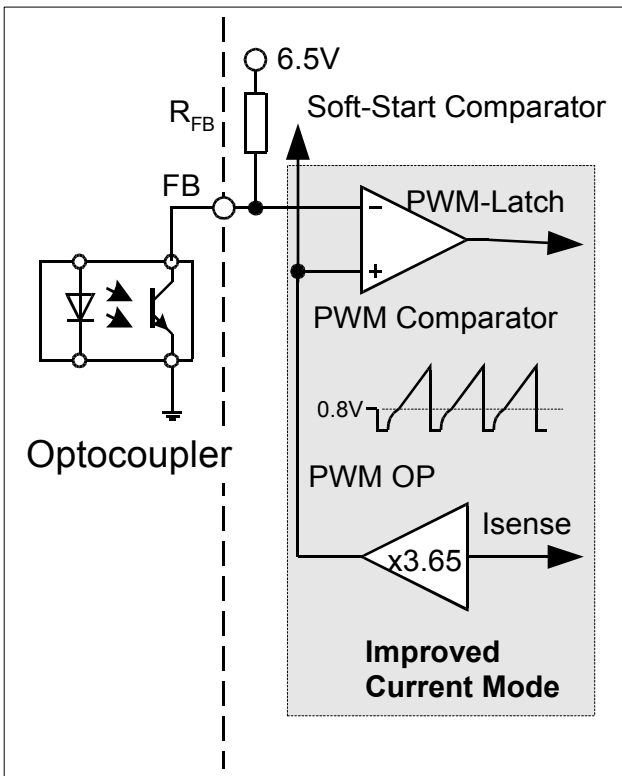 6.5V
RFB
Soft-Start Comparator
FB
PWM-Latch
−
+
PWM Comparator
0.8V
Optocoupler
PWM OP
Isense
x3.65
Improved
Current Mode